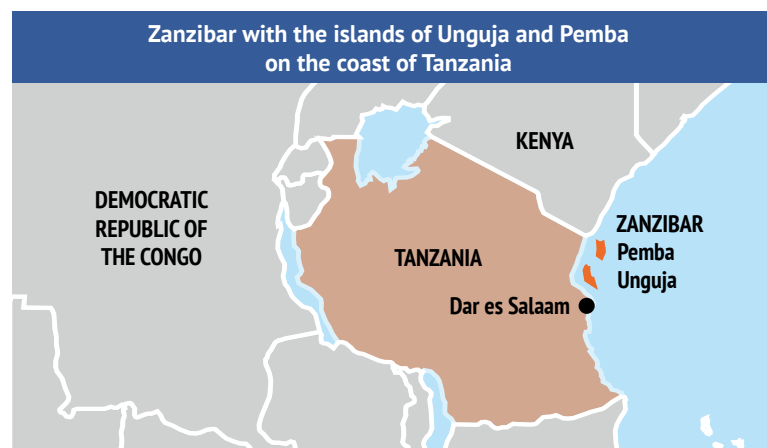 Zanzibar with the islands of Unguja and Pemba
on the coast of Tanzania
KENYA
DEMOCRATIC
REPUBLIC OF
THE CONGO
TANZANIA
ZANZIBAR
Pemba
Unguja
Dar es Salaam